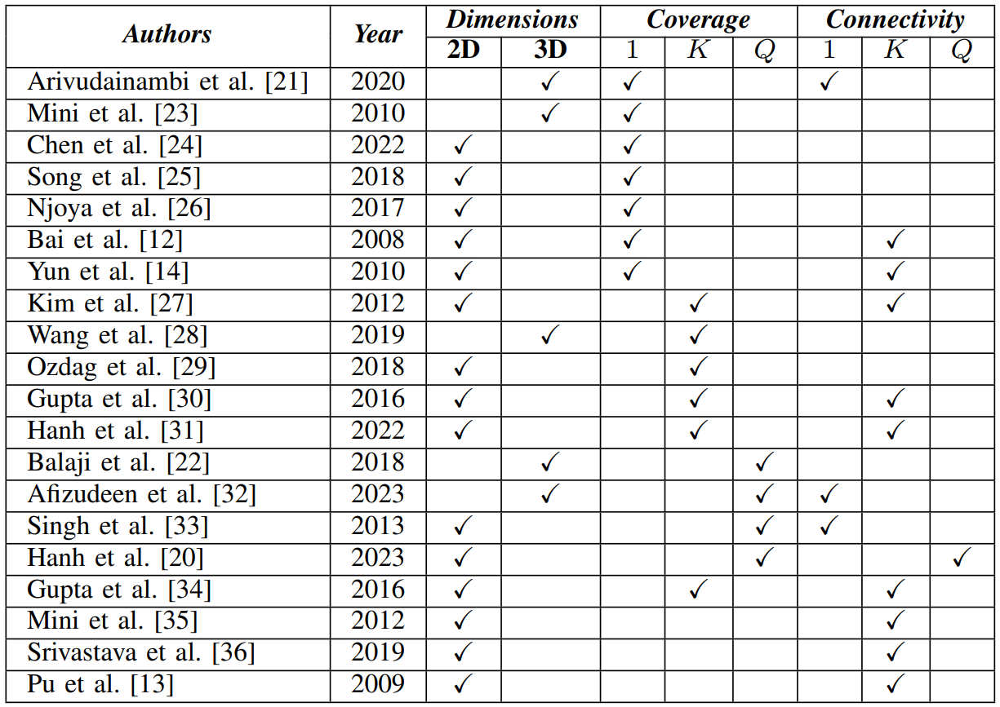 Authors Year Dimensions Coverage Connectivity
2D 3D 1 K Q 1 K Q
Arivudainambi et al. [21] 2020 ✓ ✓ ✓
Mini et al. [23] 2010 ✓ ✓
Chen et al. [24] 2022 ✓ ✓
Song et al. [25] 2018 ✓ ✓
Njoya et al. [26] 2017 ✓ ✓
Bai et al. [12] 2008 ✓ ✓ ✓
Yun et al. [14] 2010 ✓ ✓ ✓
Kim et al. [27] 2012 ✓ ✓ ✓
Wang et al. [28] 2019 ✓ ✓
Ozdag et al. [29] 2018 ✓ ✓
Gupta et al. [30] 2016 ✓ ✓ ✓
Hanh et al. [31] 2022 ✓ ✓ ✓
Balaji et al. [22] 2018 ✓ ✓
Afizudeen et al. [32] 2023 ✓ ✓ ✓
Singh et al. [33] 2013 ✓ ✓ ✓
Hanh et al. [20] 2023 ✓ ✓ ✓
Gupta et al. [34] 2016 ✓ ✓ ✓
Mini et al. [35] 2012 ✓ ✓
Srivastava et al. [36] 2019 ✓ ✓
Pu et al. [13] 2009 ✓ ✓